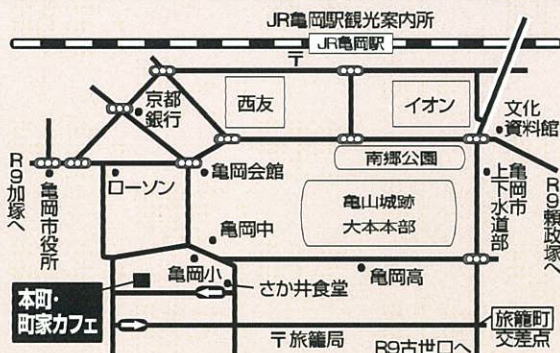 JR亀岡駅観光案内所
JR亀岡駅
〒
京都
銀行
西友
イオン
文化
資料館
南郷公園
R9加塚へ
亀岡市役所
ローソン
亀岡会館
亀山城跡
大本本部
亀岡市
上下水道部
R9頼政塚へ
亀岡中
亀岡小
さか井食堂
亀岡高
本町・
町家カフェ
〒旅籠局
R9古世口へ
旅籠町
交差点